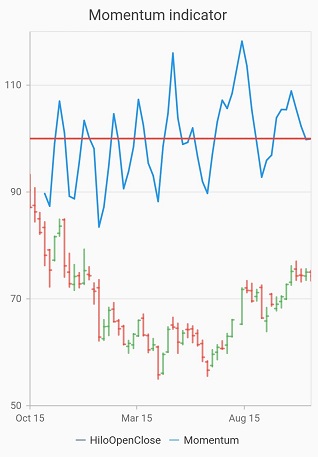 Momentum indicator
110
90
70
50
Oct 15
Mar 15
Aug 15
HiloOpenClose
Momentum